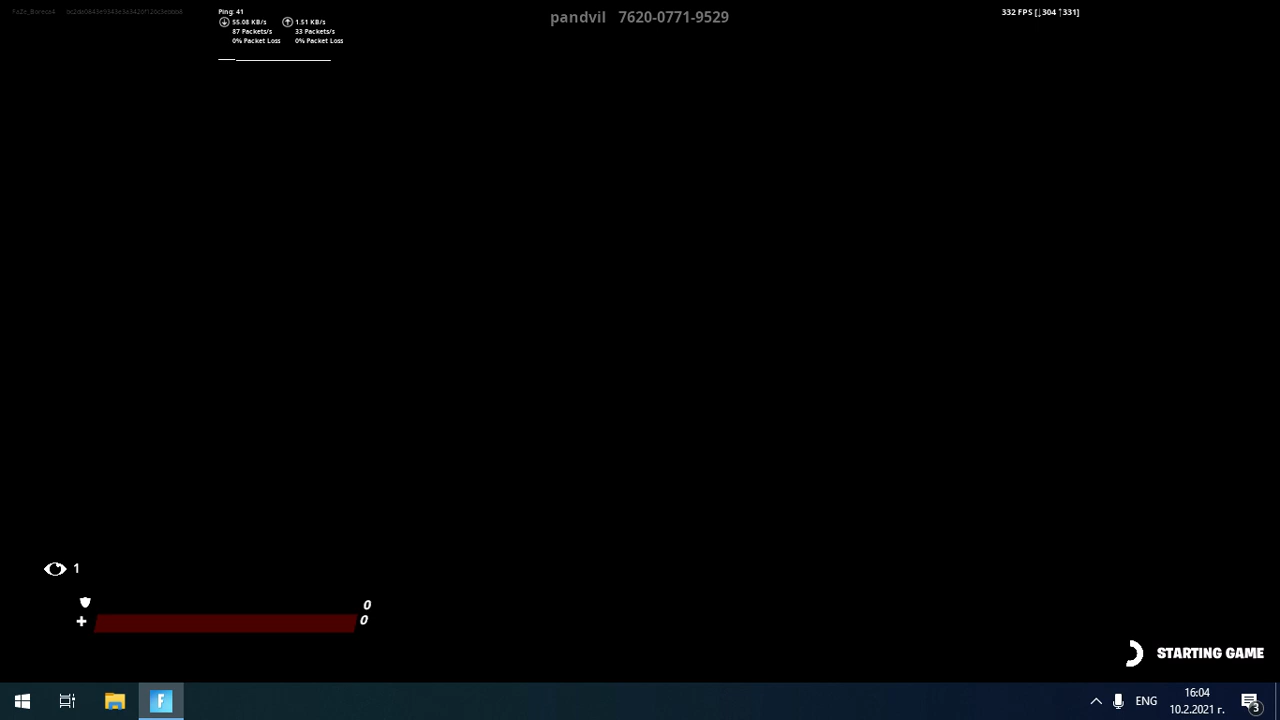 Ping: 41
55.08 KB/s 1.51 KB/s
87 Packets/s 33 Packets/s
0% Packet Loss 0% Packet Loss
pandvil 7620-0771-9529
332 FPS [↓304 ↑331]
1
0
0
STARTING GAME
F
ENG
16:04
10.2.2021 г.
3